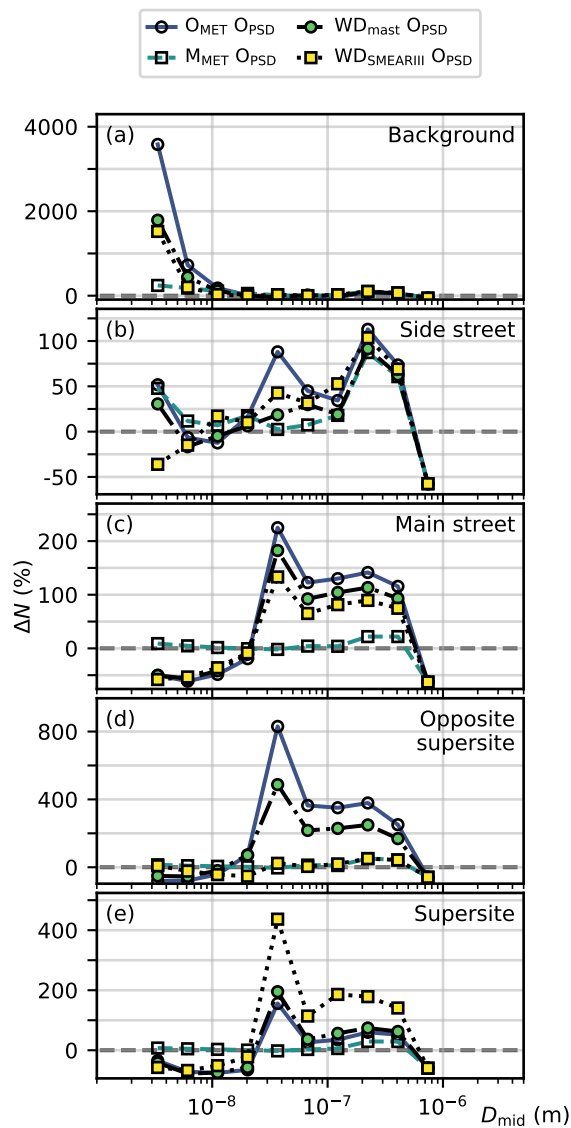 O_MET O_PSD WD_mast O_PSD
M_MET O_PSD WD_SMEARIII O_PSD
(a) Background
4000
2000
0
(b) Side street
100
50
0
-50
(c) Main street
200
100
0
ΔN (%)
(d) Opposite
supersite
800
400
0
(e) Supersite
400
200
0
10⁻⁸ 10⁻⁷ 10⁻⁶ D_mid (m)